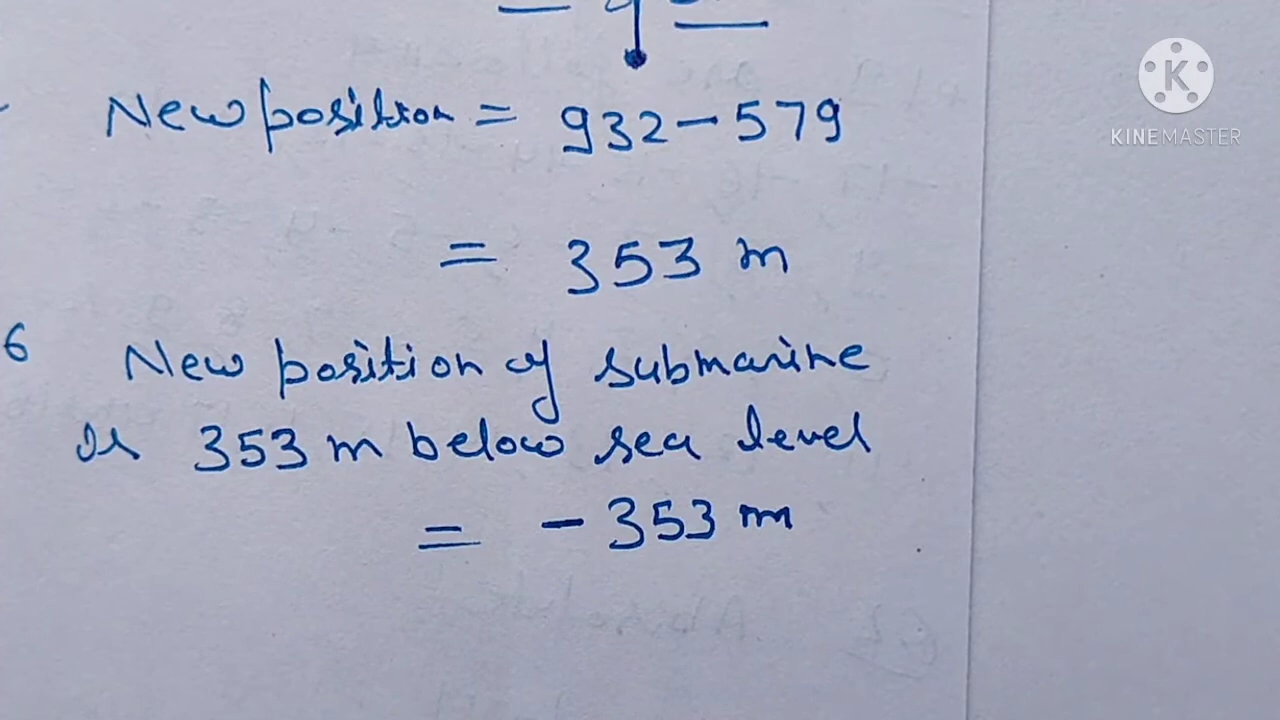 New position = 932-579
= 353 m
6
New position of submarine
is 353 m below sea level
= - 353 m
K
KINEMASTER